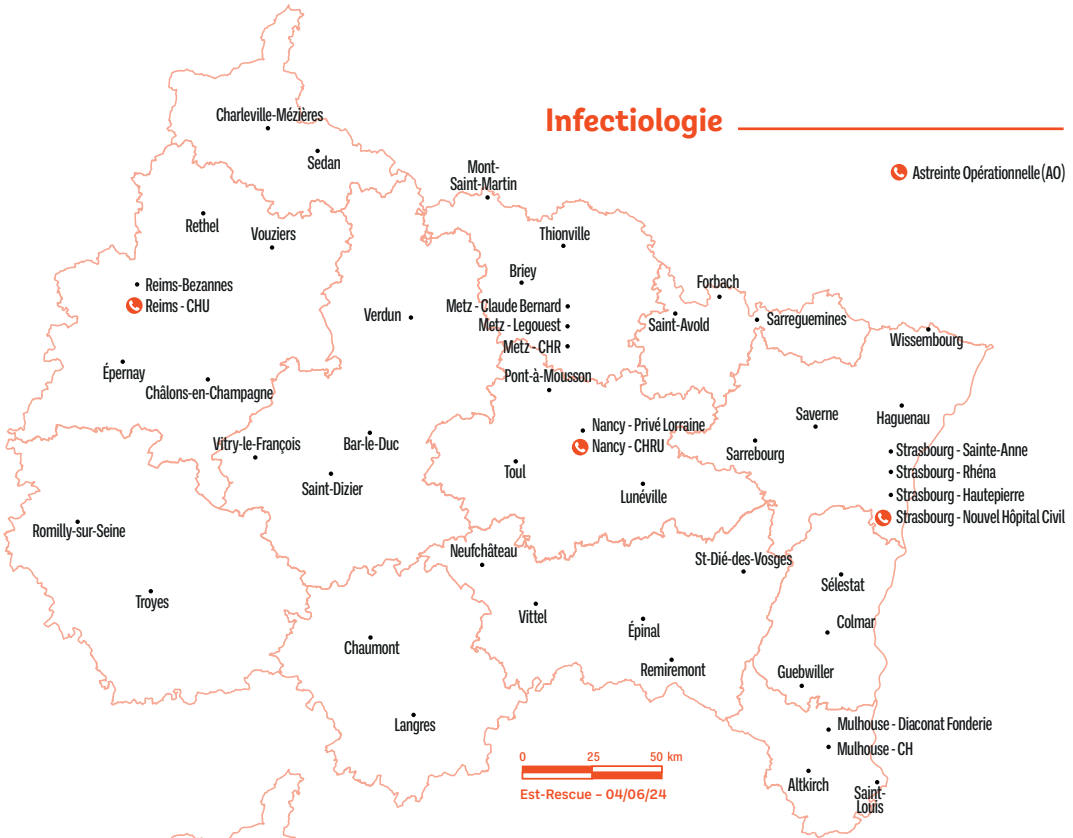 Infectiologie
Astreinte Opérationnelle (AO)
Charleville-Mézières
Sedan
Mont-
Saint-Martin
Rethel
Vouziers
Thionville
Briey
Forbach
Reims-Bezannes
Reims - CHU
Verdun
Metz - Claude Bernard
Metz - Legouest
Metz - CHR
Saint-Avold
Sarreguemines
Wissembourg
Épernay
Châlons-en-Champagne
Pont-à-Mousson
Vitry-le-François
Bar-le-Duc
Saint-Dizier
Nancy - Privé Lorraine
Nancy - CHRU
Toul
Lunéville
Saverne
Haguenau
Sarrebourg
Strasbourg - Sainte-Anne
Strasbourg - Rhéna
Strasbourg - Hautepierre
Strasbourg - Nouvel Hôpital Civil
Romilly-sur-Seine
Troyes
Neufchâteau
St-Dié-des-Vosges
Sélestat
Vittel
Épinal
Colmar
Chaumont
Remiremont
Guebwiller
Langres
Mulhouse - Diaconat Fonderie
Mulhouse - CH
Altkirch
Saint-
Louis
0 25 50 km
Est-Rescue - 04/06/24